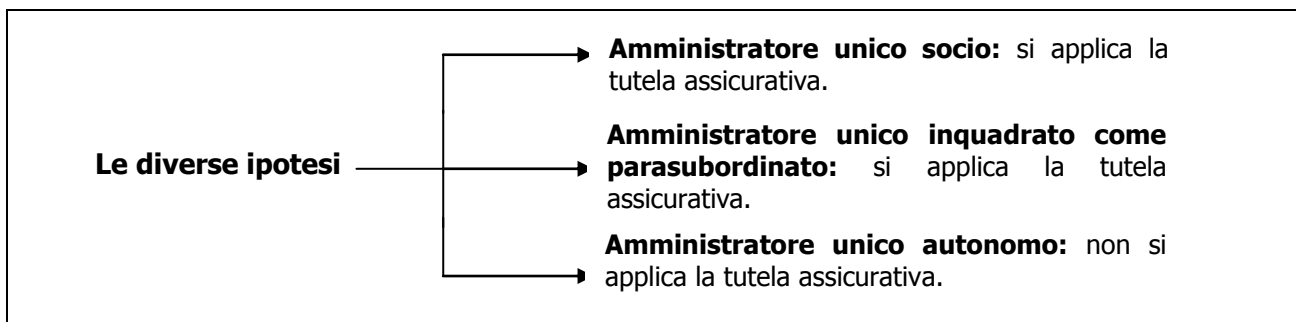 Le diverse ipotesi
Amministratore unico socio: si applica la
tutela assicurativa.
Amministratore unico inquadrato come
parasubordinato: si applica la tutela
assicurativa.
Amministratore unico autonomo: non si
applica la tutela assicurativa.